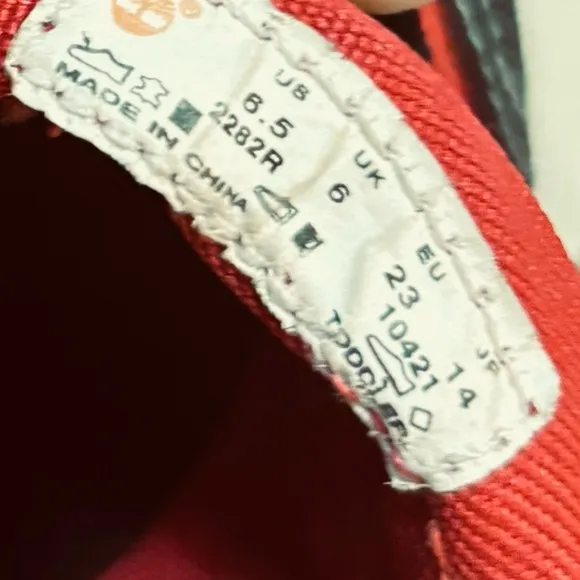 US UK EU JP
6.5 6 23 14
2282R 10421
MADE IN CHINA TODDLER